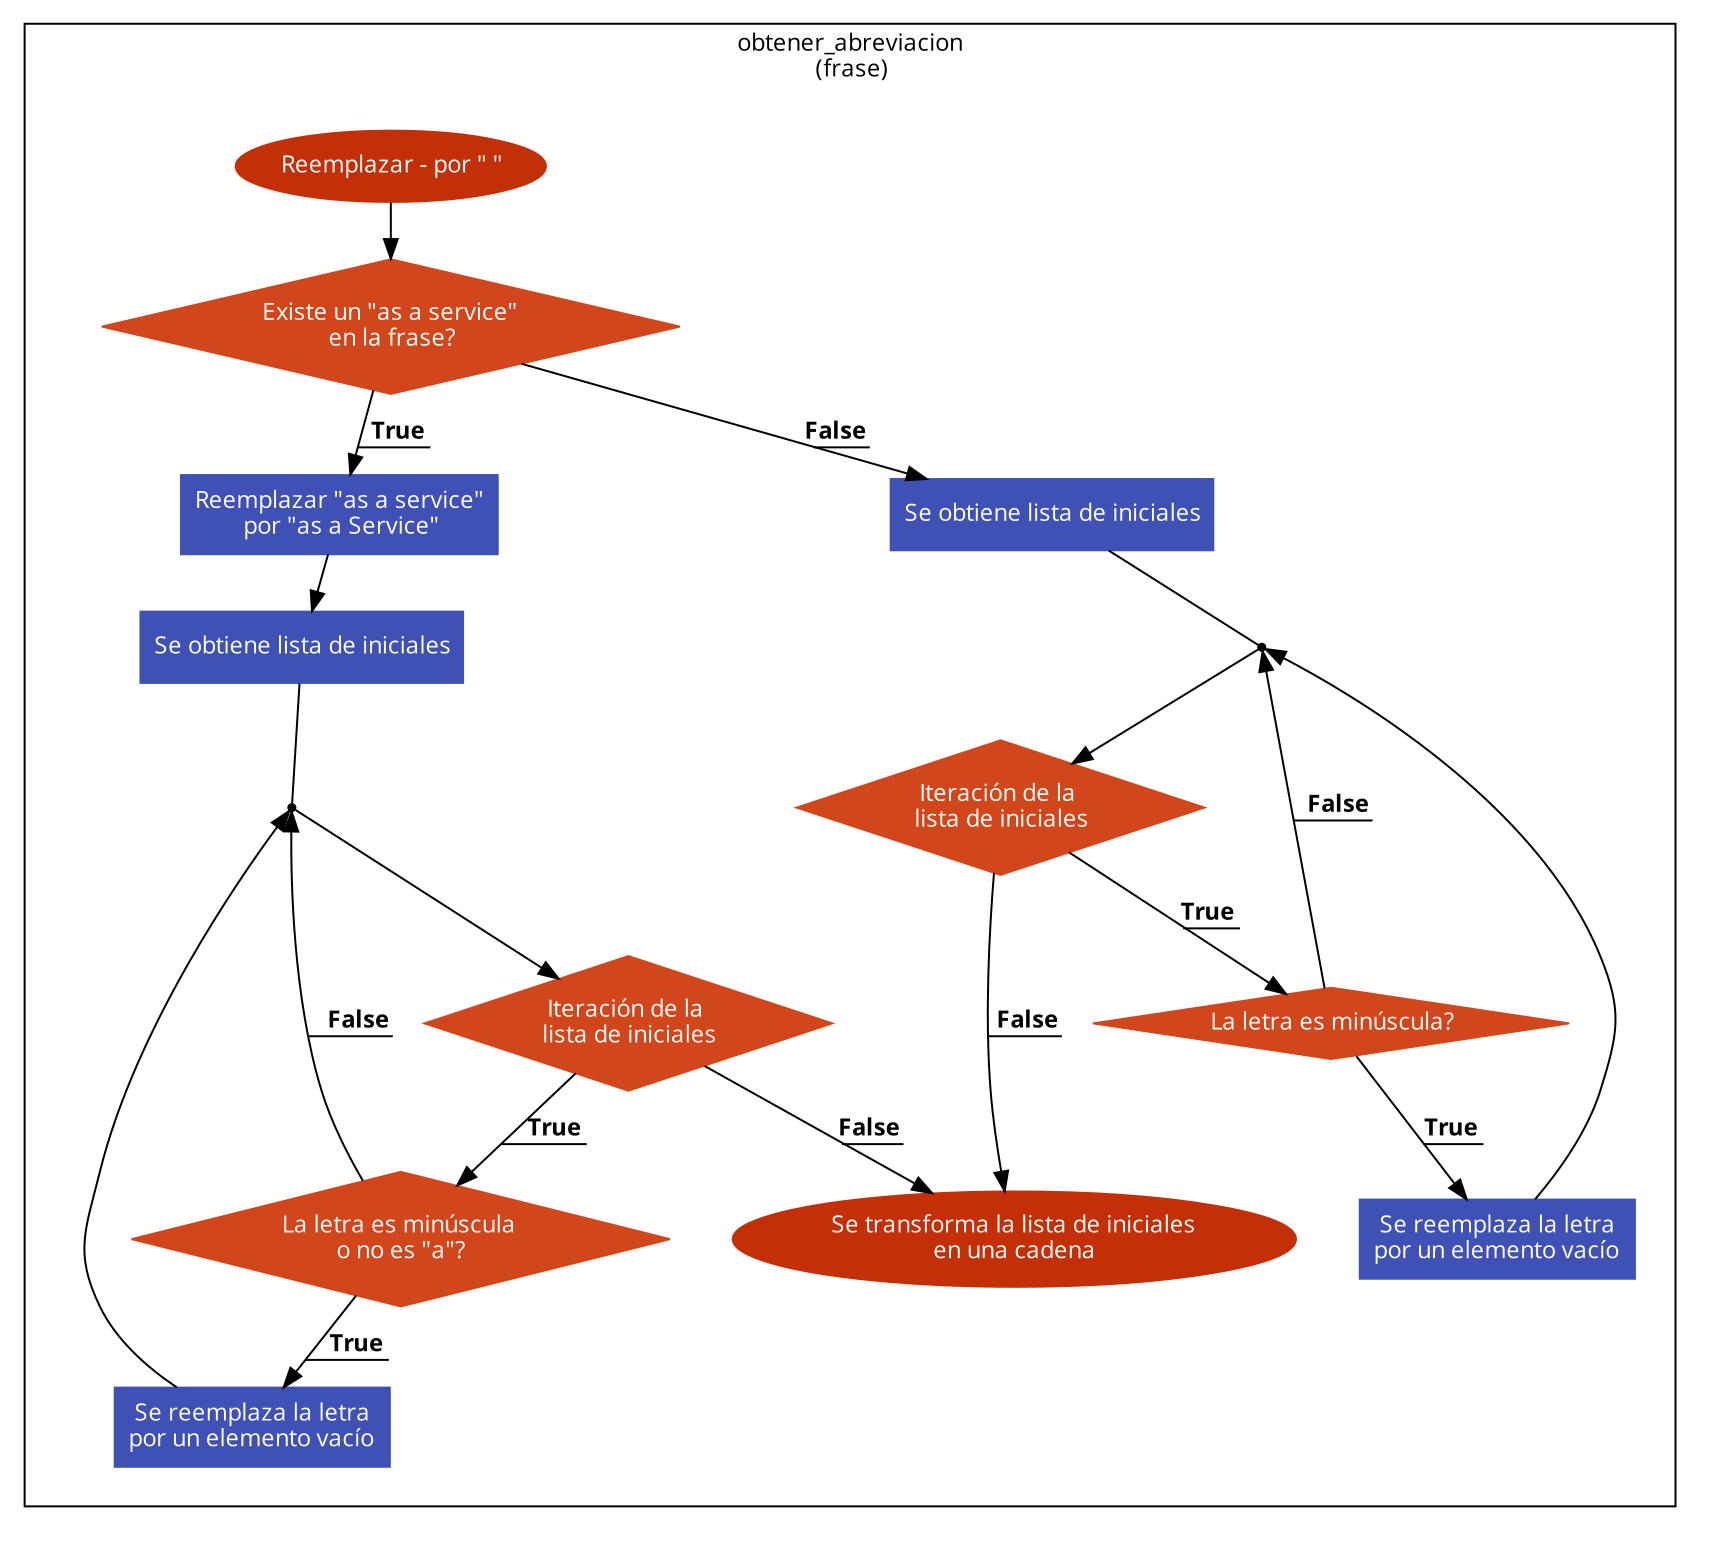 obtener_abreviacion
(frase)
Reemplazar - por " "
Existe un "as a service"
en la frase?
True
False
Reemplazar "as a service"
por "as a Service"
Se obtiene lista de iniciales
Se obtiene lista de iniciales
Iteración de la
lista de iniciales
False
True
Iteración de la
lista de iniciales
False
False
La letra es minúscula?
True
False
True
La letra es minúscula
o no es "a"?
Se transforma la lista de iniciales
en una cadena
Se reemplaza la letra
por un elemento vacío
True
Se reemplaza la letra
por un elemento vacío